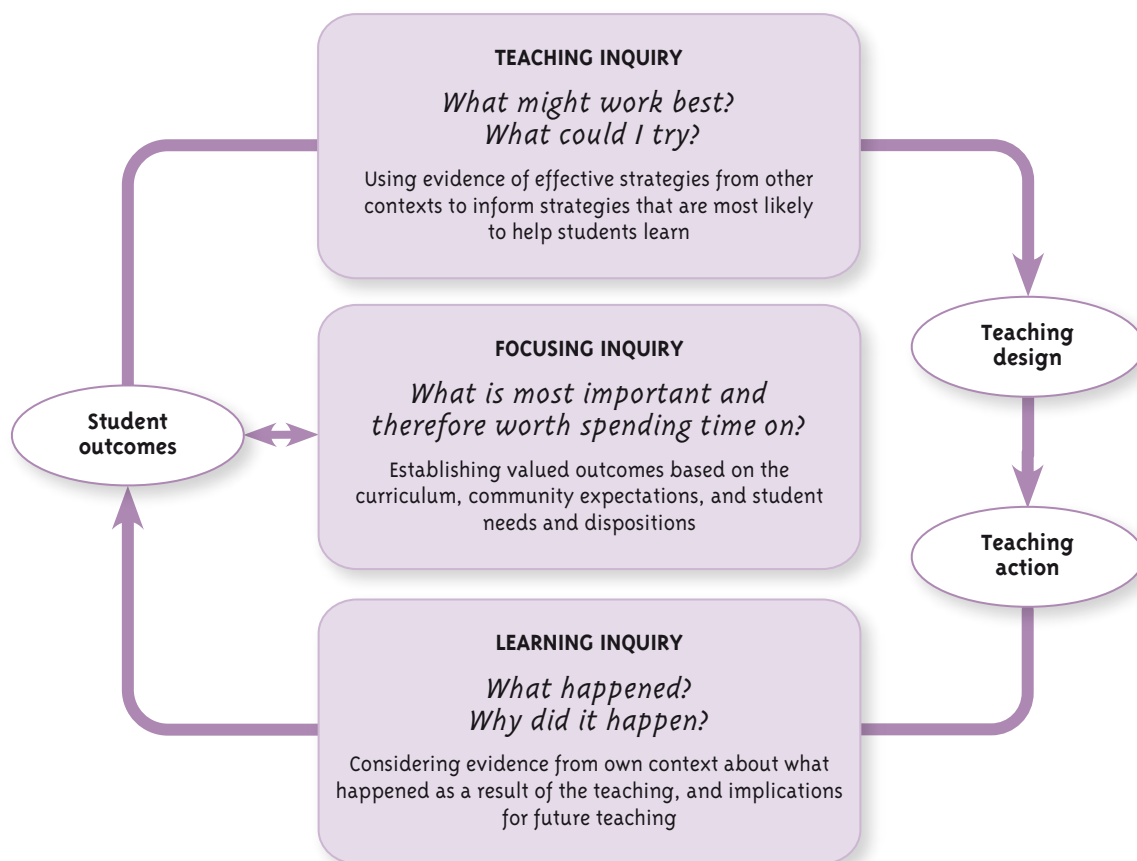 TEACHING INQUIRY
What might work best?
What could I try?
Using evidence of effective strategies from other
contexts to inform strategies that are most likely
to help students learn
Teaching
design
FOCUSING INQUIRY
What is most important and
therefore worth spending time on?
Establishing valued outcomes based on the
curriculum, community expectations, and student
needs and dispositions
Student
outcomes
Teaching
action
LEARNING INQUIRY
What happened?
Why did it happen?
Considering evidence from own context about what
happened as a result of the teaching, and implications
for future teaching